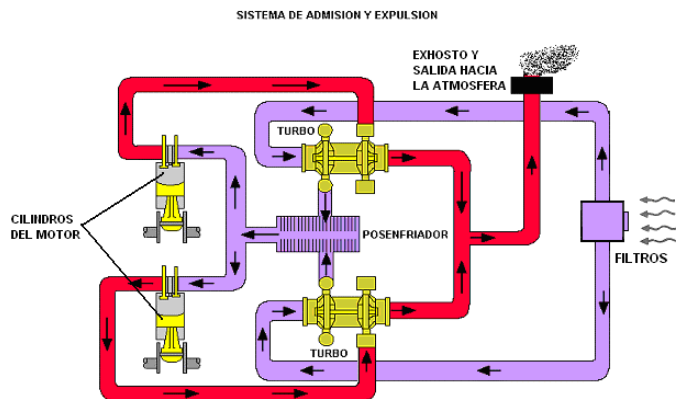 SISTEMA DE ADMISION Y EXPULSION
EXHOSTO Y
SALIDA HACIA
LA ATMOSFERA
TURBO
CILINDROS
DEL MOTOR
POSENFRIADOR
FILTROS
TURBO